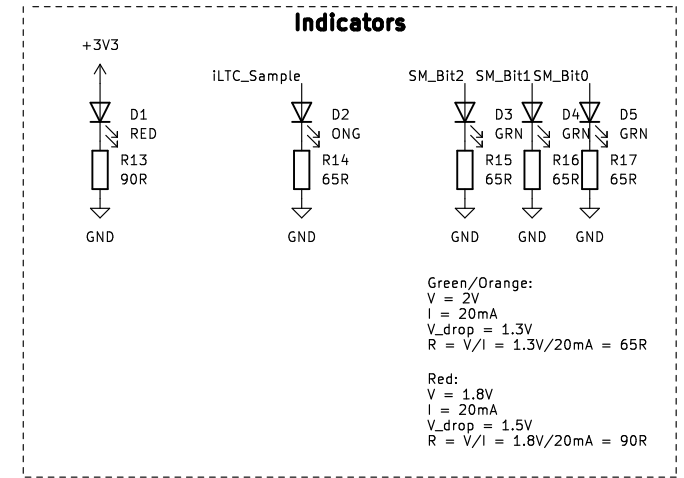 Indicators
+3V3
iLTC_Sample
SM_Bit2 SM_Bit1 SM_Bit0
D1
RED
R13
90R
GND
D2
ONG
R14
65R
GND
D3
GRN
R15
65R
GND
D4
GRN
R16
65R
GND
D5
GRN
R17
65R
GND
Green/Orange:
V = 2V
I = 20mA
V_drop = 1.3V
R = V/I = 1.3V/20mA = 65R
Red:
V = 1.8V
I = 20mA
V_drop = 1.5V
R = V/I = 1.8V/20mA = 90R